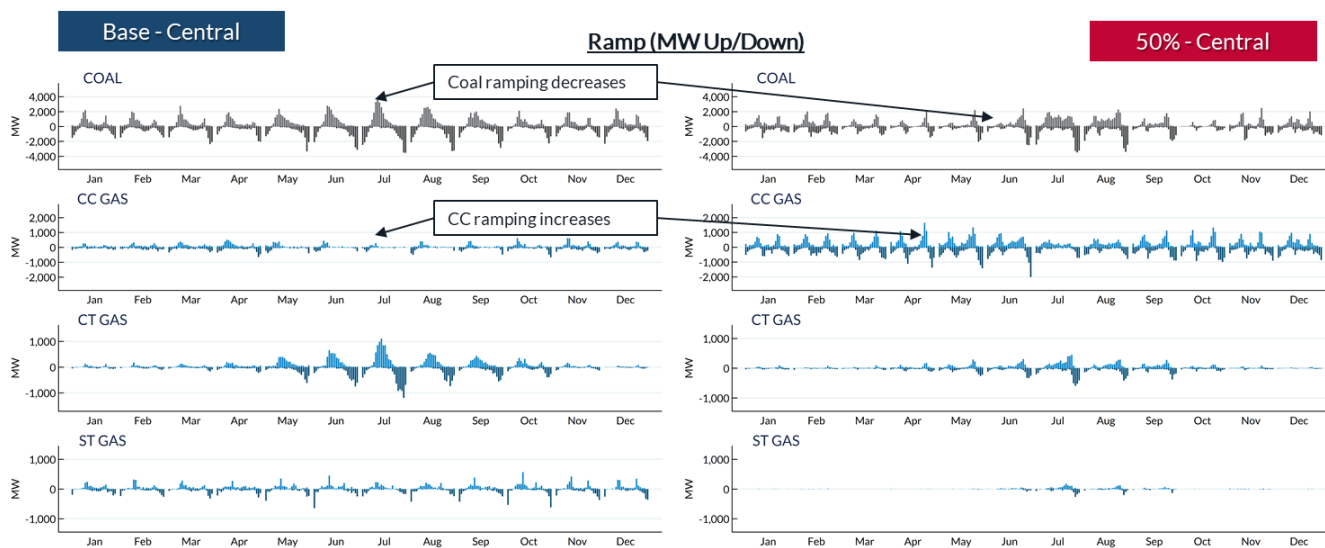 Base - Central
Ramp (MW Up/Down)
50% - Central
COAL
Coal ramping decreases
COAL
4,000
2,000
0
-2,000
-4,000
MW
Jan Feb Mar Apr May Jun Jul Aug Sep Oct Nov Dec
4,000
2,000
0
-2,000
-4,000
MW
Jan Feb Mar Apr May Jun Jul Aug Sep Oct Nov Dec
CC GAS
CC ramping increases
CC GAS
2,000
1,000
0
-1,000
-2,000
MW
Jan Feb Mar Apr May Jun Jul Aug Sep Oct Nov Dec
2,000
1,000
0
-1,000
-2,000
MW
Jan Feb Mar Apr May Jun Jul Aug Sep Oct Nov Dec
CT GAS
CT GAS
1,000
0
-1,000
MW
Jan Feb Mar Apr May Jun Jul Aug Sep Oct Nov Dec
1,000
0
-1,000
MW
Jan Feb Mar Apr May Jun Jul Aug Sep Oct Nov Dec
ST GAS
ST GAS
1,000
0
-1,000
MW
Jan Feb Mar Apr May Jun Jul Aug Sep Oct Nov Dec
1,000
0
-1,000
MW
Jan Feb Mar Apr May Jun Jul Aug Sep Oct Nov Dec